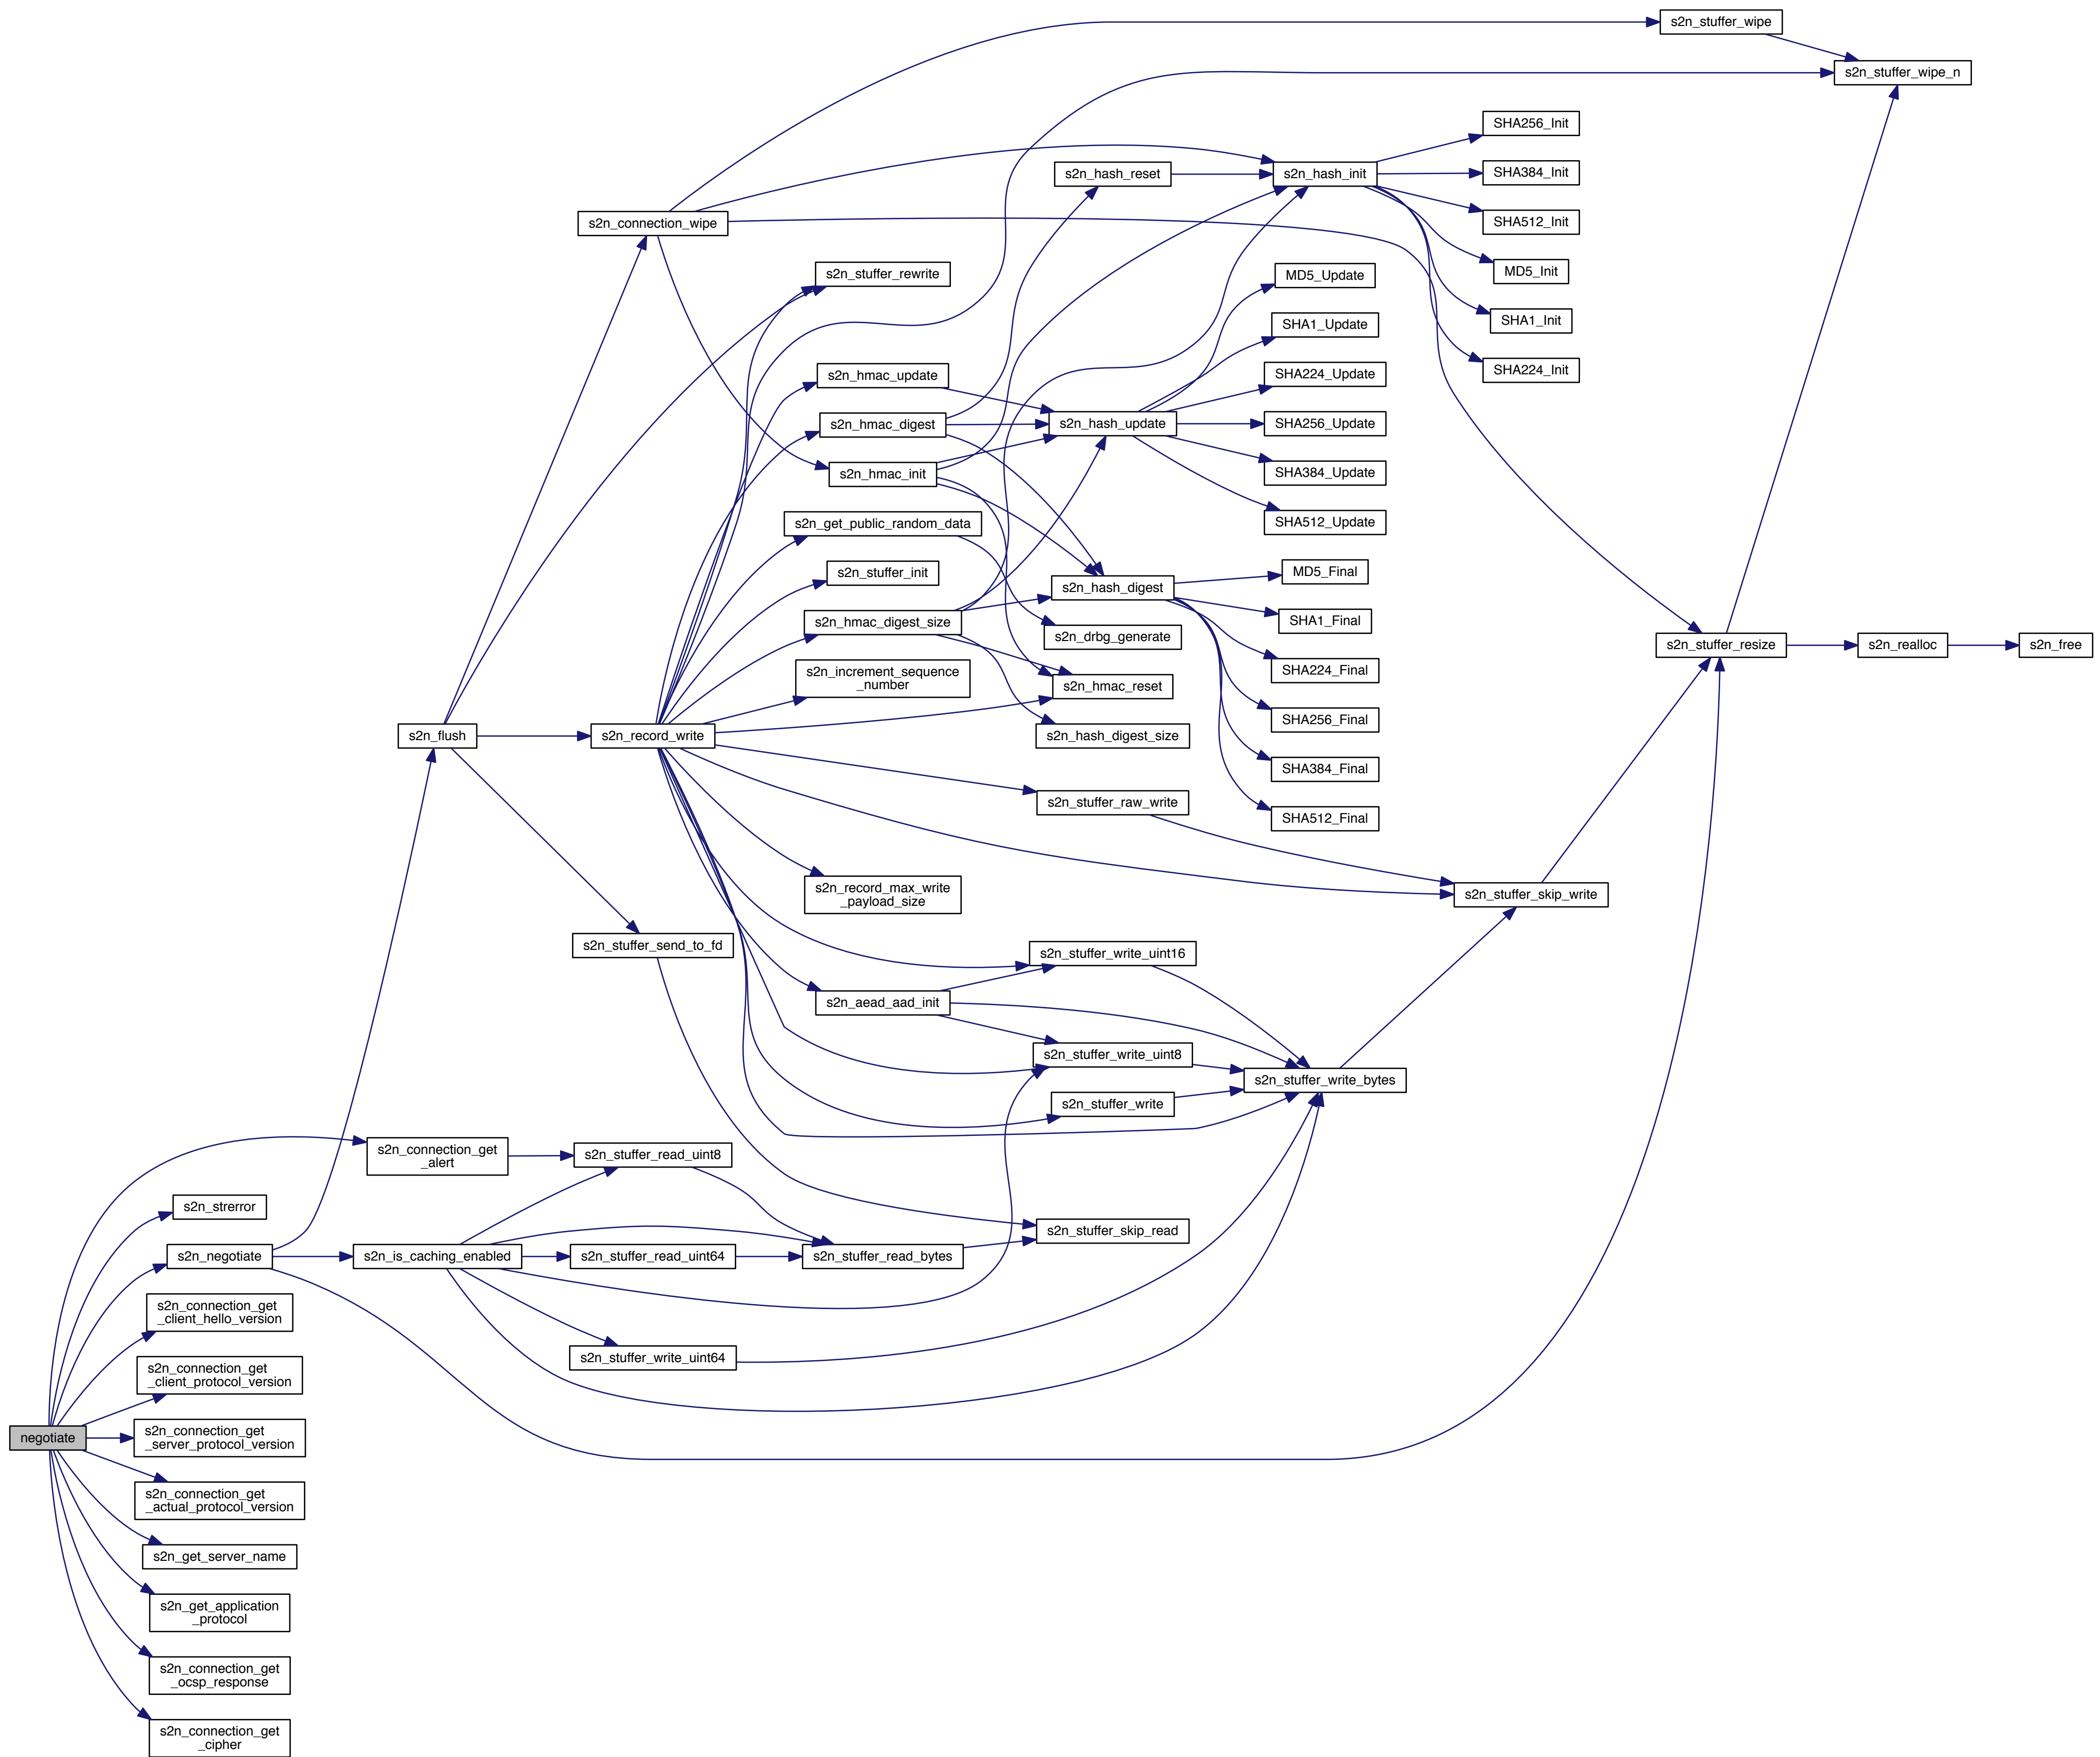 s2n_stuffer_wipe
s2n_stuffer_wipe_n
SHA256_Init
s2n_hash_reset
s2n_hash_init
SHA384_Init
s2n_connection_wipe
SHA512_Init
s2n_stuffer_rewrite
MD5_Update
MD5_Init
SHA1_Update
SHA1_Init
s2n_hmac_update
SHA224_Update
SHA224_Init
s2n_hmac_digest
s2n_hash_update
SHA256_Update
s2n_hmac_init
SHA384_Update
s2n_get_public_random_data
SHA512_Update
s2n_stuffer_init
s2n_hash_digest
MD5_Final
s2n_hmac_digest_size
SHA1_Final
s2n_drbg_generate
s2n_stuffer_resize
s2n_realloc
s2n_free
s2n_increment_sequence
_number
SHA224_Final
s2n_hmac_reset
SHA256_Final
s2n_flush
s2n_record_write
s2n_hash_digest_size
SHA384_Final
s2n_stuffer_raw_write
SHA512_Final
s2n_record_max_write
_payload_size
s2n_stuffer_skip_write
s2n_stuffer_send_to_fd
s2n_stuffer_write_uint16
s2n_aead_aad_init
s2n_stuffer_write_uint8
s2n_stuffer_write_bytes
s2n_stuffer_write
s2n_connection_get
_alert
s2n_stuffer_read_uint8
s2n_strerror
s2n_stuffer_skip_read
s2n_negotiate
s2n_is_caching_enabled
s2n_stuffer_read_uint64
s2n_stuffer_read_bytes
s2n_connection_get
_client_hello_version
s2n_stuffer_write_uint64
s2n_connection_get
_client_protocol_version
negotiate
s2n_connection_get
_server_protocol_version
s2n_connection_get
_actual_protocol_version
s2n_get_server_name
s2n_get_application
_protocol
s2n_connection_get
_ocsp_response
s2n_connection_get
_cipher